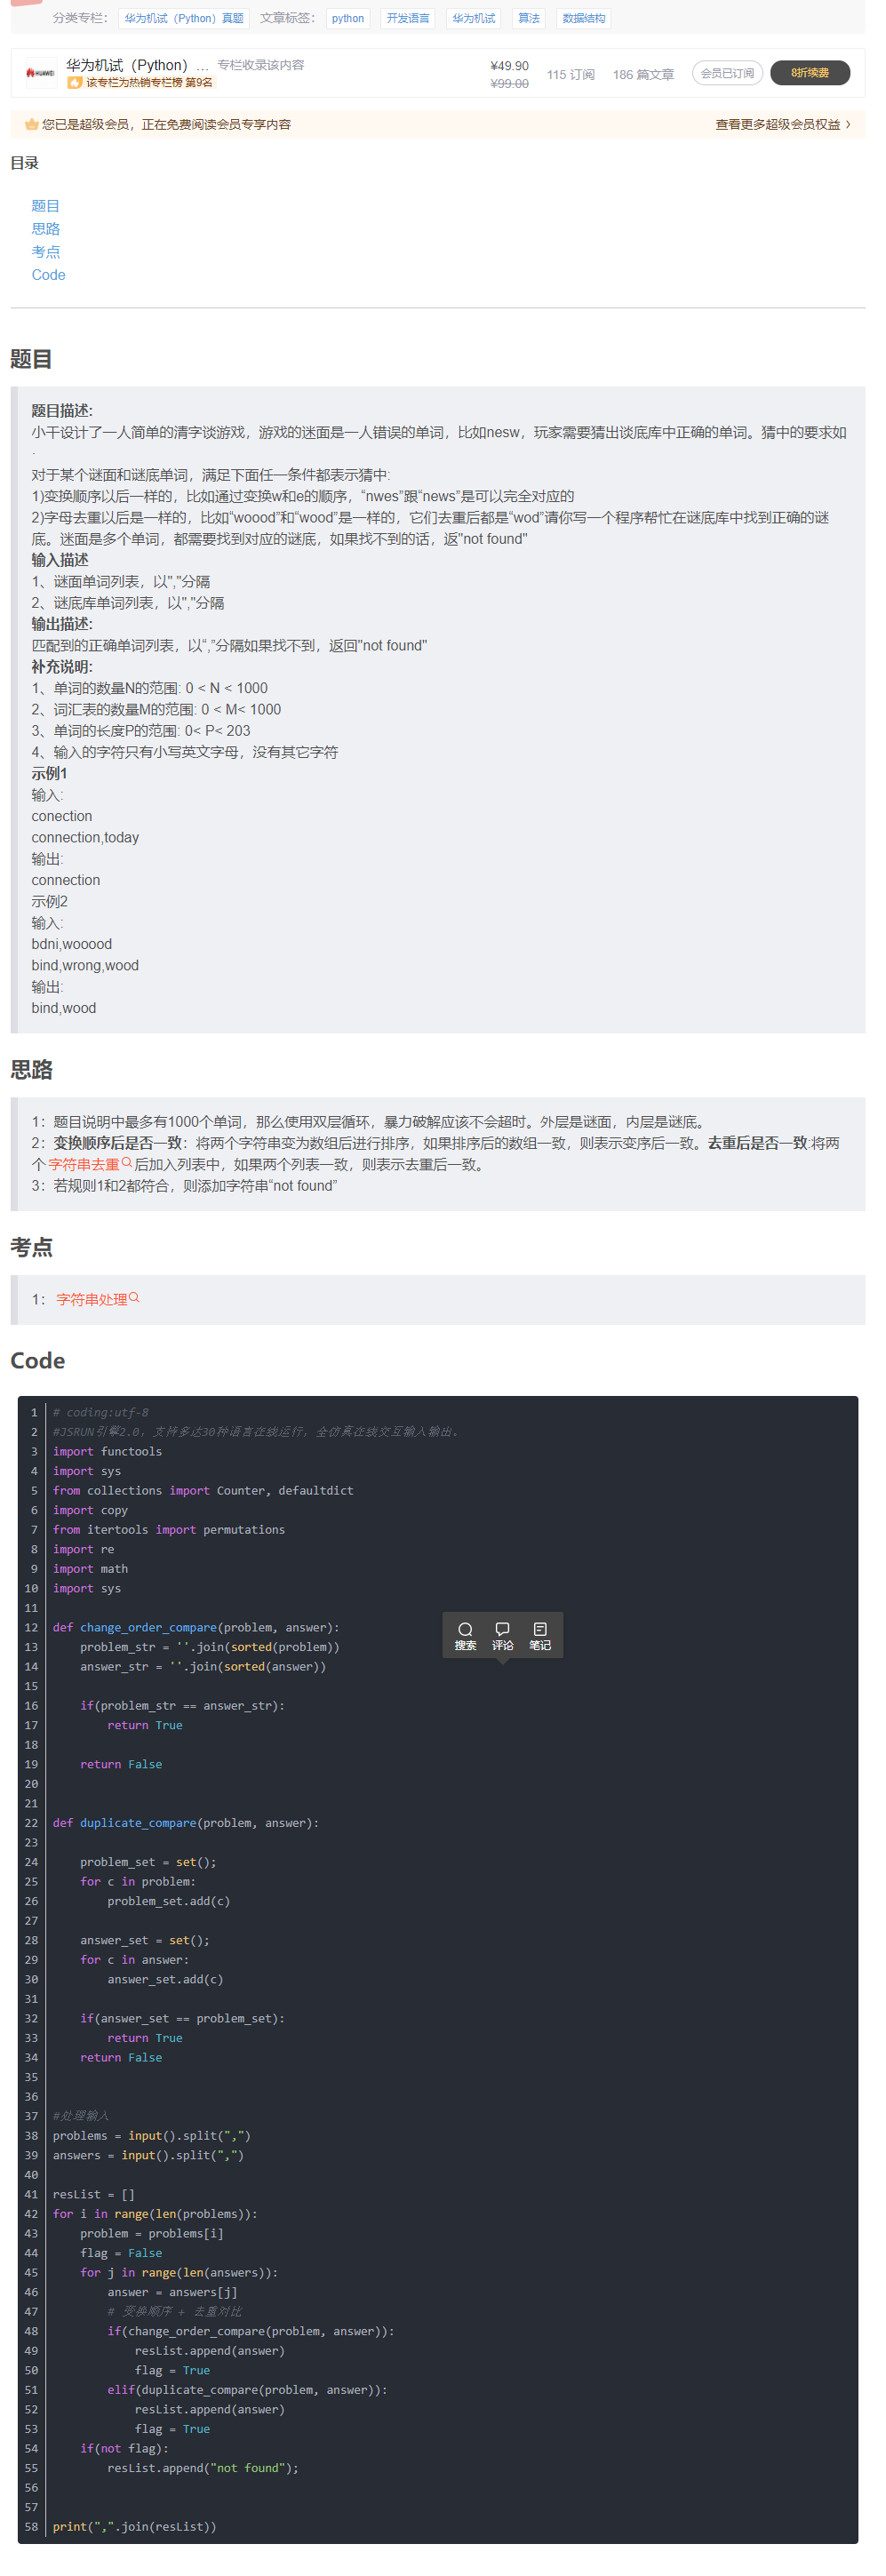 分类专栏： 华为机试（Python）真题 文章标签： python 开发语言 华为机试 算法 数据结构
HUAWEI 华为机试（Python）... 专栏收录该内容 ¥49.90 115 订阅 186 篇文章 会员已订阅 8折续费
该专栏为热销专栏榜 第9名 ¥99.00
您已是超级会员，正在免费阅读会员专享内容 查看更多超级会员权益
目录
题目
思路
考点
Code
题目
题目描述:
小干设计了一人简单的清字谈游戏，游戏的迷面是一人错误的单词，比如nesw，玩家需要猜出谈底库中正确的单词。猜中的要求如
.
对于某个谜面和谜底单词，满足下面任一条件都表示猜中:
1)变换顺序以后一样的，比如通过变换w和e的顺序，“nwes”跟“news”是可以完全对应的
2)字母去重以后是一样的，比如“woood”和“wood”是一样的，它们去重后都是“wod”请你写一个程序帮忙在谜底库中找到正确的谜
底。迷面是多个单词，都需要找到对应的谜底，如果找不到的话，返"not found"
输入描述
1、谜面单词列表，以","分隔
2、谜底库单词列表，以","分隔
输出描述:
匹配到的正确单词列表，以“,”分隔如果找不到，返回"not found"
补充说明:
1、单词的数量N的范围: 0 < N < 1000
2、词汇表的数量M的范围: 0 < M< 1000
3、单词的长度P的范围: 0< P< 203
4、输入的字符只有小写英文字母，没有其它字符
示例1
输入:
conection
connection,today
输出:
connection
示例2
输入:
bdni,wooood
bind,wrong,wood
输出:
bind,wood
思路
1：题目说明中最多有1000个单词，那么使用双层循环，暴力破解应该不会超时。外层是谜面，内层是谜底。
2：变换顺序后是否一致：将两个字符串变为数组后进行排序，如果排序后的数组一致，则表示变序后一致。去重后是否一致:将两
个 字符串去重 后加入列表中，如果两个列表一致，则表示去重后一致。
3：若规则1和2都符合，则添加字符串“not found”
考点
1： 字符串处理
Code
1 # coding:utf-8
2 #JSRUN引擎2.0，支持多达30种语言在线运行，全仿真在线交互输入输出。
3 import functools
4 import sys
5 from collections import Counter, defaultdict
6 import copy
7 from itertools import permutations
8 import re
9 import math
10 import sys
11
12 def change_order_compare(problem, answer):
13 problem_str = ''.join(sorted(problem))
搜索 评论 笔记
14 answer_str = ''.join(sorted(answer))
15
16 if(problem_str == answer_str):
17 return True
18
19 return False
20
21
22 def duplicate_compare(problem, answer):
23
24 problem_set = set();
25 for c in problem:
26 problem_set.add(c)
27
28 answer_set = set();
29 for c in answer:
30 answer_set.add(c)
31
32 if(answer_set == problem_set):
33 return True
34 return False
35
36
37 #处理输入
38 problems = input().split(",")
39 answers = input().split(",")
40
41 resList = []
42 for i in range(len(problems)):
43 problem = problems[i]
44 flag = False
45 for j in range(len(answers)):
46 answer = answers[j]
47 # 变换顺序 + 去重对比
48 if(change_order_compare(problem, answer)):
49 resList.append(answer)
50 flag = True
51 elif(duplicate_compare(problem, answer)):
52 resList.append(answer)
53 flag = True
54 if(not flag):
55 resList.append("not found");
56
57
58 print(",".join(resList))